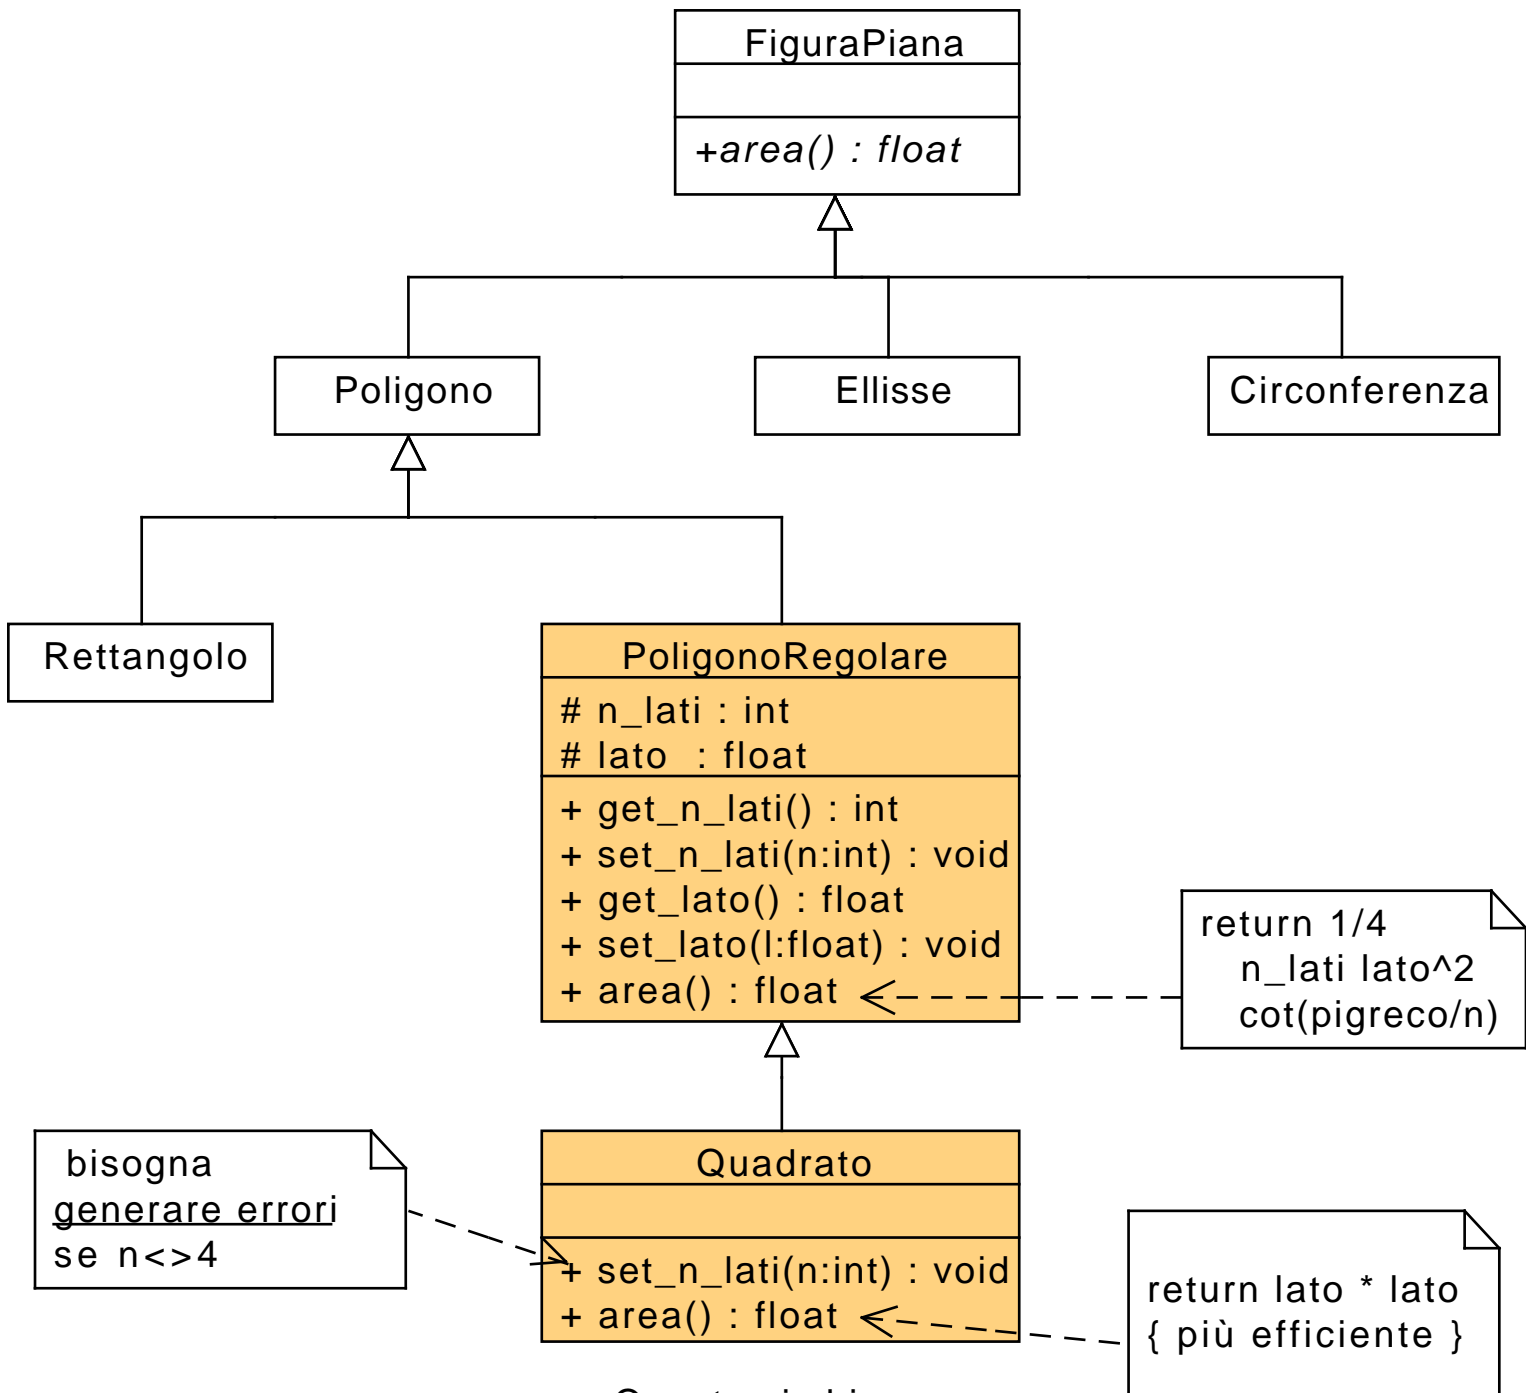 FiguraPiana
+area() : float
Poligono
Ellisse
Circonferenza
Rettangolo
PoligonoRegolare
# n_lati : int
# lato : float
+ get_n_lati() : int
+ set_n_lati(n:int) : void
+ get_lato() : float
+ set_lato(l:float) : void
+ area() : float
return 1/4
n_lati lato^2
cot(pigreco/n)
bisogna
generare errori
se n<>4
Quadrato
+ set_n_lati(n:int) : void
+ area() : float
return lato * lato
{ più efficiente }